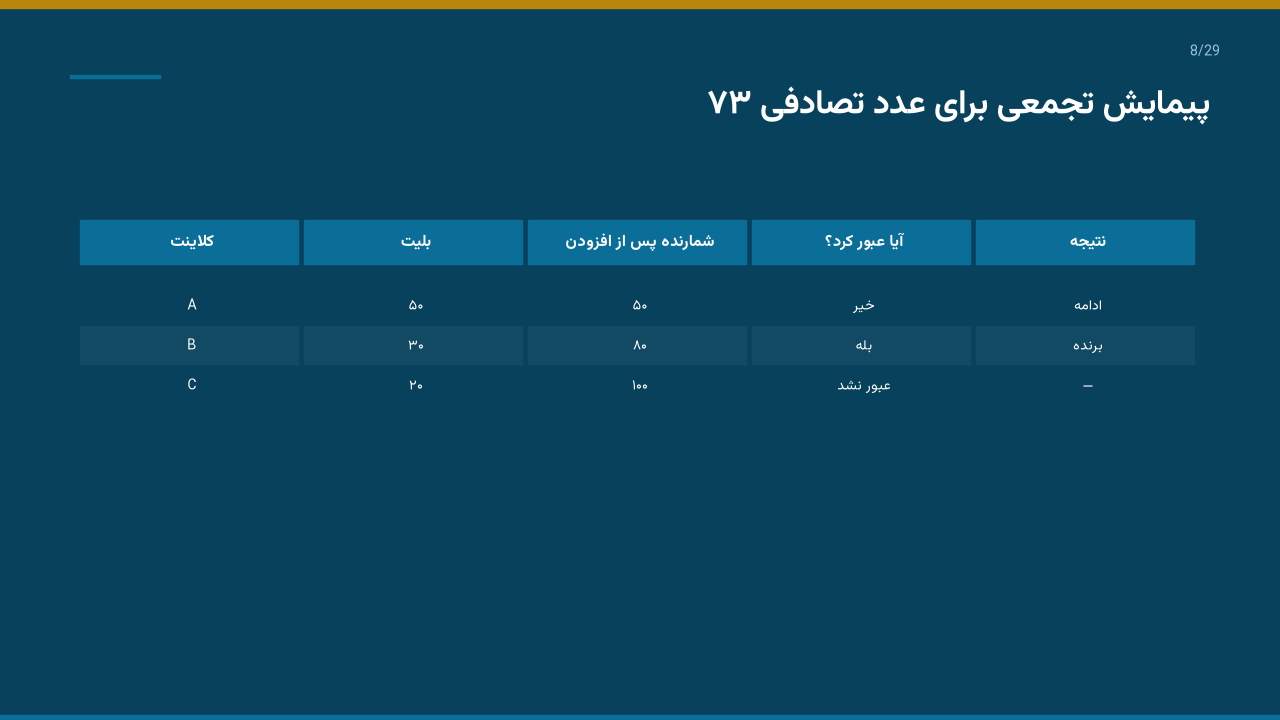 8/29
پیمایش تجمعی برای عدد تصادفی ۷۳
کلاینت	بلیت	شمارنده پس از افزودن	آیا عبور کرد؟	نتیجه
A	۵۰	۵۰	خیر	ادامه
B	۳۰	۸۰	بله	برنده
C	۲۰	۱۰۰	عبور نشد	—